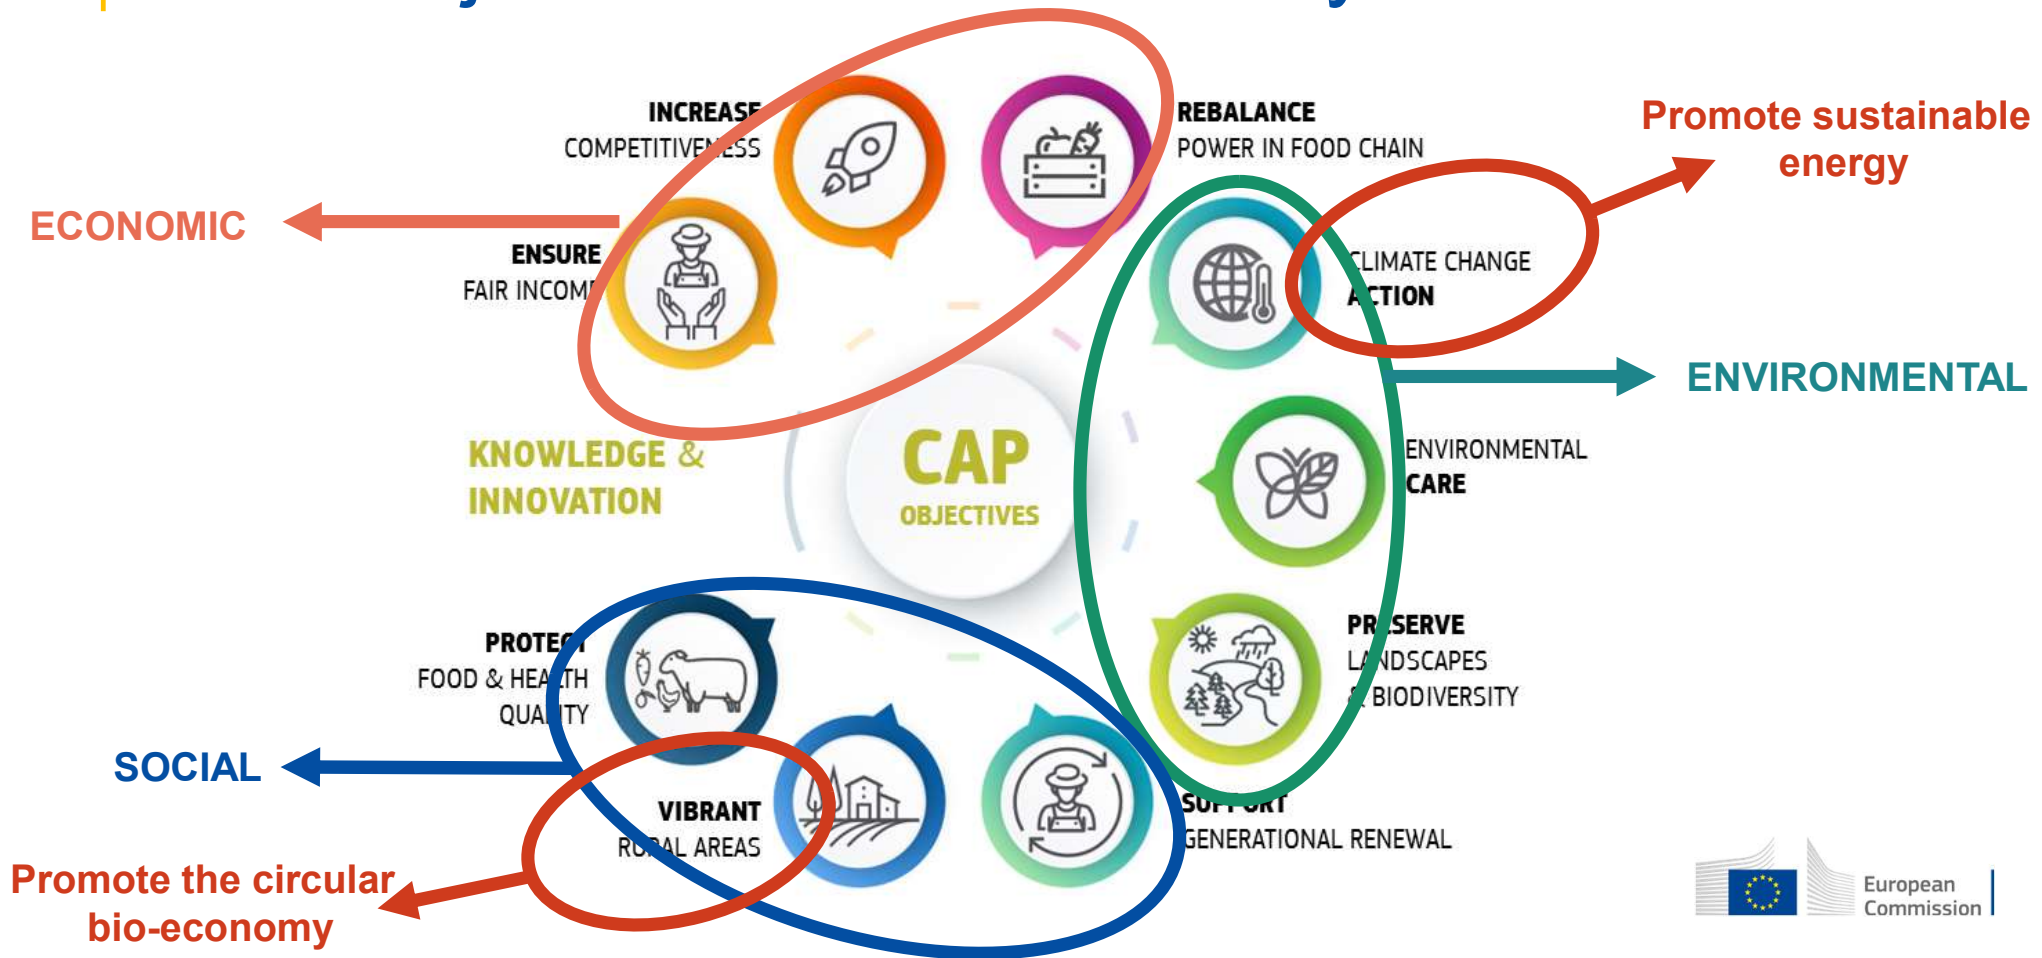 INCREASE
COMPETITIVENESS
REBALANCE
POWER IN FOOD CHAIN
Promote sustainable
energy
ECONOMIC
ENSURE
FAIR INCOME
CLIMATE CHANGE
ACTION
ENVIRONMENTAL
KNOWLEDGE &
INNOVATION
CAP
OBJECTIVES
ENVIRONMENTAL
CARE
PROTECT
FOOD & HEALTH
QUALITY
PRESERVE
LANDSCAPES
& BIODIVERSITY
SOCIAL
VIBRANT
RURAL AREAS
SUPPORT
GENERATIONAL RENEWAL
Promote the circular
bio-economy
European
Commission